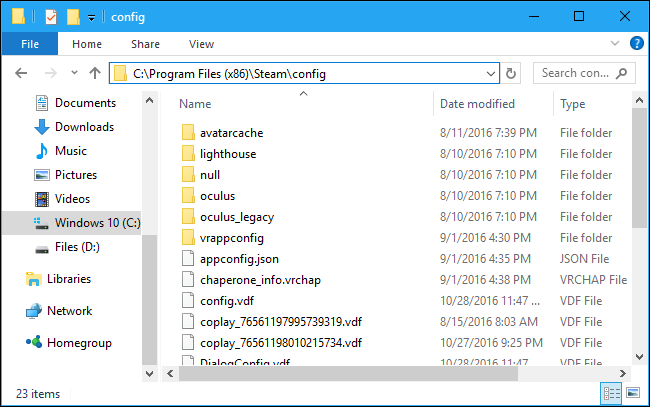 config
File Home Share View
C:\Program Files (x86)\Steam\config Search con...
Documents
Downloads
Music
Pictures
Videos
Windows 10 (C:)
Files (D:)
Libraries
Network
Homegroup
Name Date modified Type
avatarcache 8/11/2016 7:39 PM File folder
lighthouse 8/10/2016 7:10 PM File folder
null 8/10/2016 7:10 PM File folder
oculus 8/10/2016 7:10 PM File folder
oculus_legacy 8/10/2016 7:10 PM File folder
vrappconfig 9/1/2016 4:30 PM File folder
appconfig.json 9/1/2016 4:35 PM JSON File
chaperone_info.vrchap 9/1/2016 4:38 PM VRCHAP File
config.vdf 10/28/2016 11:47 ... VDF File
coplay_76561197995739319.vdf 8/15/2016 8:03 AM VDF File
coplay_76561198010215734.vdf 10/27/2016 9:25 PM VDF File
DialogConfig.vdf 10/28/2016 11:47 VDF File
23 items